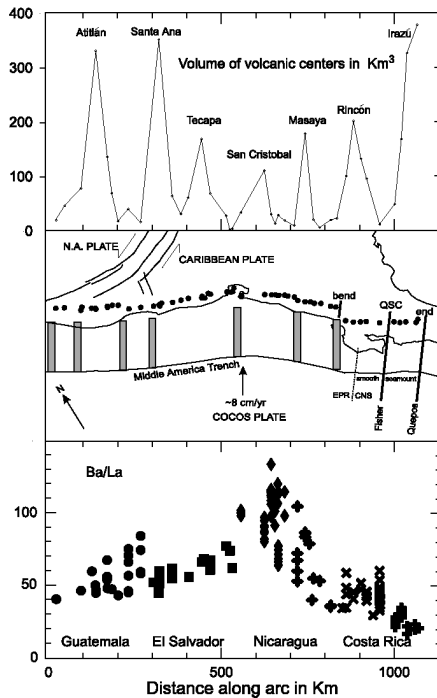 400
Atitlán
Santa Ana
Irazú
Volume of volcanic centers in Km³
300
Tecapa
Masaya
Rincón
200
San Cristobal
100
0
N.A. PLATE
CARIBBEAN PLATE
bend
QSC
end
Middle America Trench
smooth
seamount
EPR
CNS
~8 cm/yr
COCOS PLATE
N
Fisher
Quepos
Ba/La
100
50
Guatemala El Salvador Nicaragua Costa Rica
0
0 500 1000
Distance along arc in Km